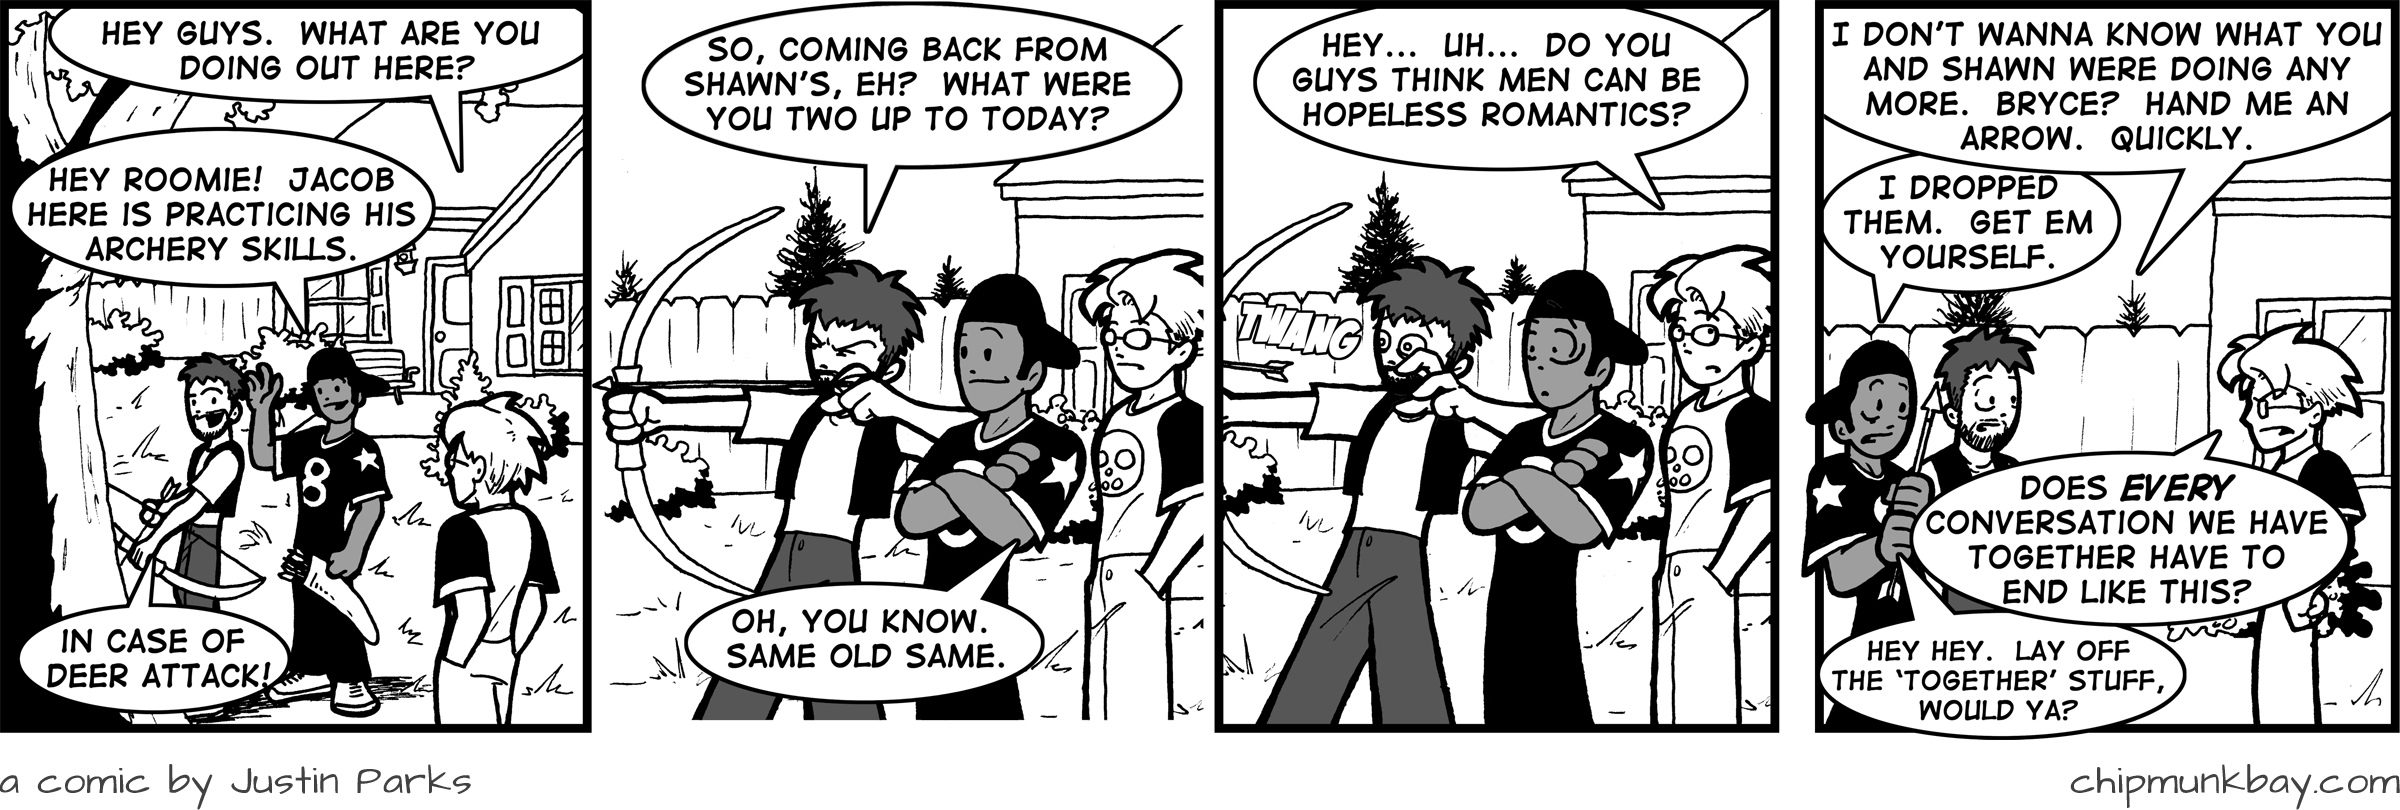 HEY GUYS. WHAT ARE YOU
DOING OUT HERE?
HEY ROOMIE! JACOB
HERE IS PRACTICING HIS
ARCHERY SKILLS.
8
IN CASE OF
DEER ATTACK!
SO, COMING BACK FROM
SHAWN'S, EH? WHAT WERE
YOU TWO UP TO TODAY?
OH, YOU KNOW.
SAME OLD SAME.
HEY... UH... DO YOU
GUYS THINK MEN CAN BE
HOPELESS ROMANTICS?
TWANG
I DON'T WANNA KNOW WHAT YOU
AND SHAWN WERE DOING ANY
MORE. BRYCE? HAND ME AN
ARROW. QUICKLY.
I DROPPED
THEM. GET EM
YOURSELF.
DOES EVERY
CONVERSATION WE HAVE
TOGETHER HAVE TO
END LIKE THIS?
HEY HEY. LAY OFF
THE 'TOGETHER' STUFF,
WOULD YA?
a comic by Justin Parks
chipmunkbay.com